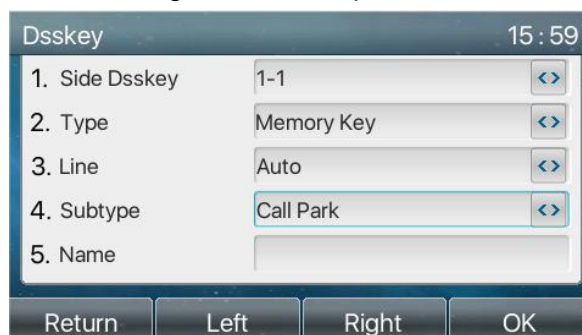 Dsskey 15:59
1. Side Dsskey 1-1
2. Type Memory Key
3. Line Auto
4. Subtype Call Park
5. Name
Return Left Right OK